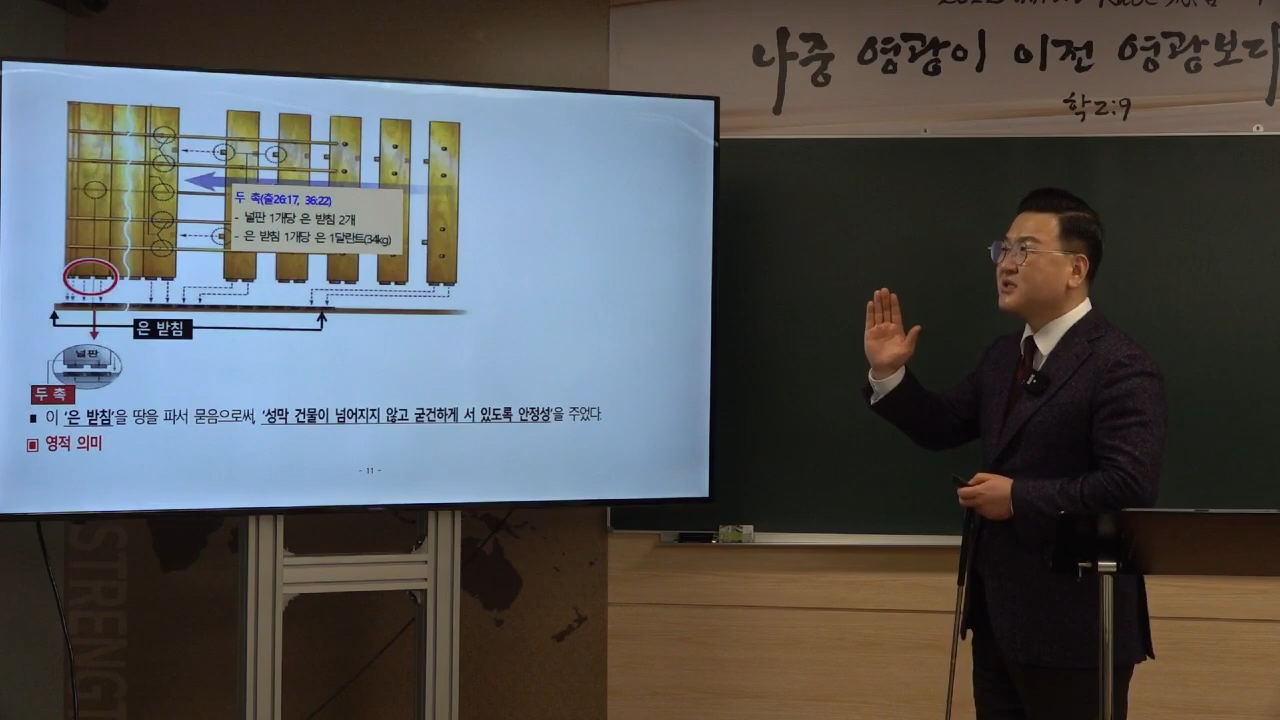 나중 영광이 이전 영광보다
학2:9
두 촉(출26:17, 36:22)
- 널판 1개당 은 받침 2개
- 은 받침 1개당 은 1달란트(34kg)
은 받침
널판
두 촉
■ 이 '은 받침'을 땅을 파서 묻음으로써, '성막 건물이 넘어지지 않고 굳건하게 서 있도록 안정성'을 주었다.
▣ 영적 의미
- 11 -
STRENGT